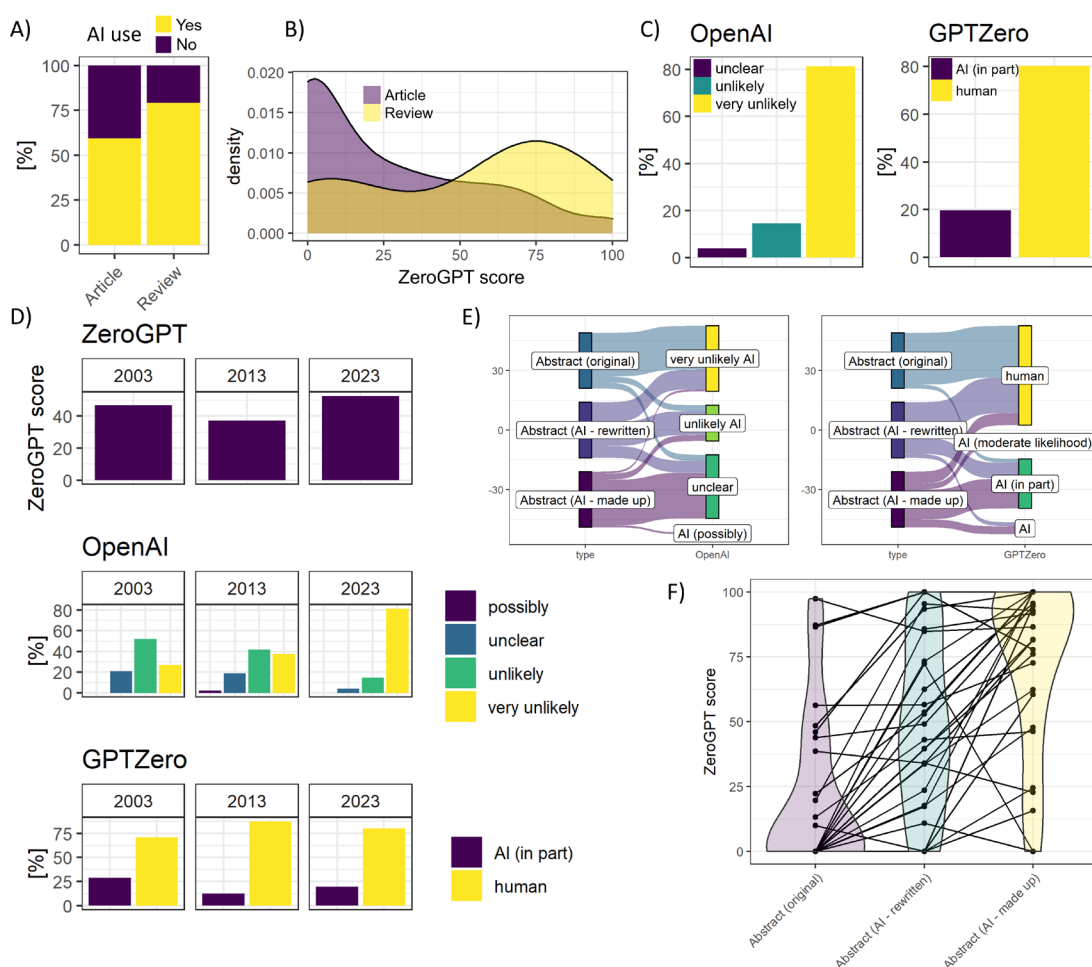 A)
AI use
Yes
No
[%]
100
75
50
25
0
Article
Review
B)
Article
Review
density
0.020
0.015
0.010
0.005
0.000
0
25
50
75
100
ZeroGPT score
C)
OpenAI
unclear
unlikely
very unlikely
[%]
80
60
40
20
0
GPTZero
AI (in part)
human
[%]
80
60
40
20
0
D)
ZeroGPT
2003
2013
2023
ZeroGPT score
40
20
0
OpenAI
2003
2013
2023
[%]
80
60
40
20
0
possibly
unclear
unlikely
very unlikely
GPTZero
2003
2013
2023
[%]
75
50
25
0
AI (in part)
human
E)
30
0
-30
Abstract (original)
Abstract (AI - rewritten)
Abstract (AI - made up)
very unlikely AI
unlikely AI
unclear
AI (possibly)
type
OpenAI
30
0
-30
Abstract (original)
Abstract (AI - rewritten)
Abstract (AI - made up)
human
AI (moderate likelihood)
AI (in part)
AI
type
GPTZero
F)
ZeroGPT score
100
75
50
25
0
Abstract (original)
Abstract (AI - rewritten)
Abstract (AI - made up)